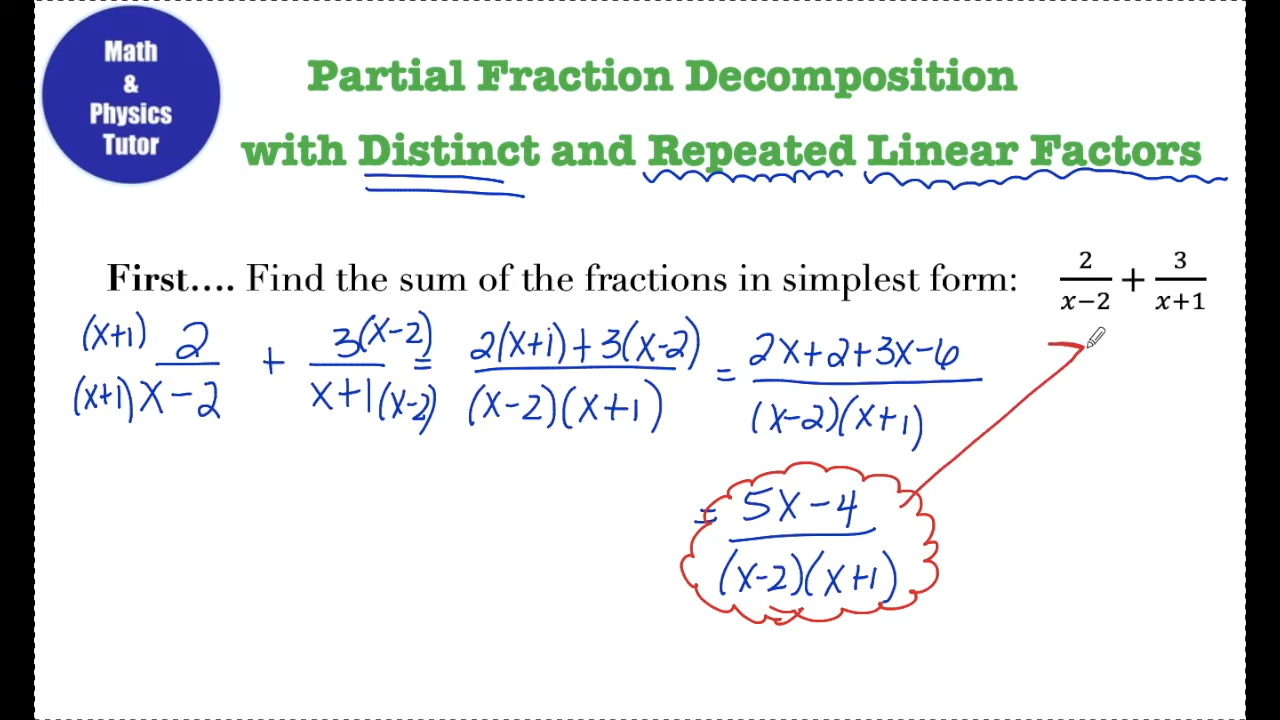 Math
&
Physics
Tutor
Partial Fraction Decomposition
with Distinct and Repeated Linear Factors
First.... Find the sum of the fractions in simplest form: 2/(x−2) + 3/(x+1)
(x+1) 2 / (x+1) x−2 + 3(x−2) / x+1(x−2) = 2(x+1)+3(x−2) / (x−2)(x+1) = 2x+2+3x−6 / (x−2)(x+1)
= 5x−4 / (x−2)(x+1)